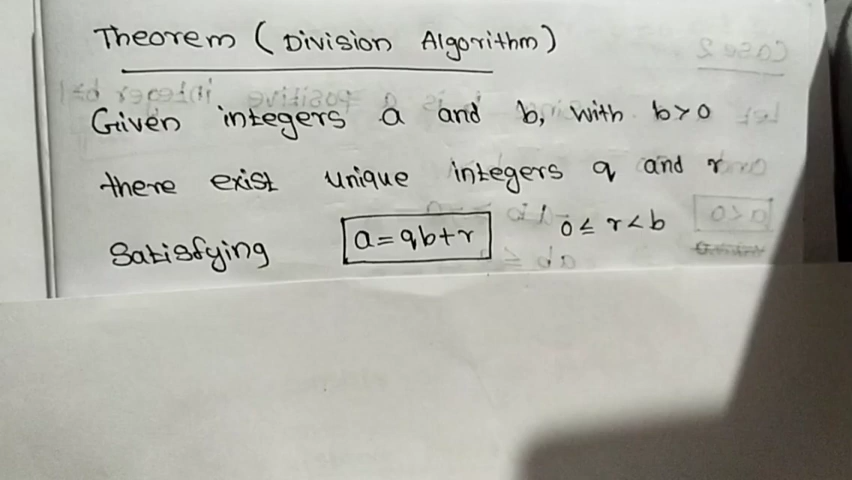 Theorem (Division Algorithm)
Given integers a and b, with b>0
there exist unique integers q and r
Satisfying a=qb+r 0≤r<b